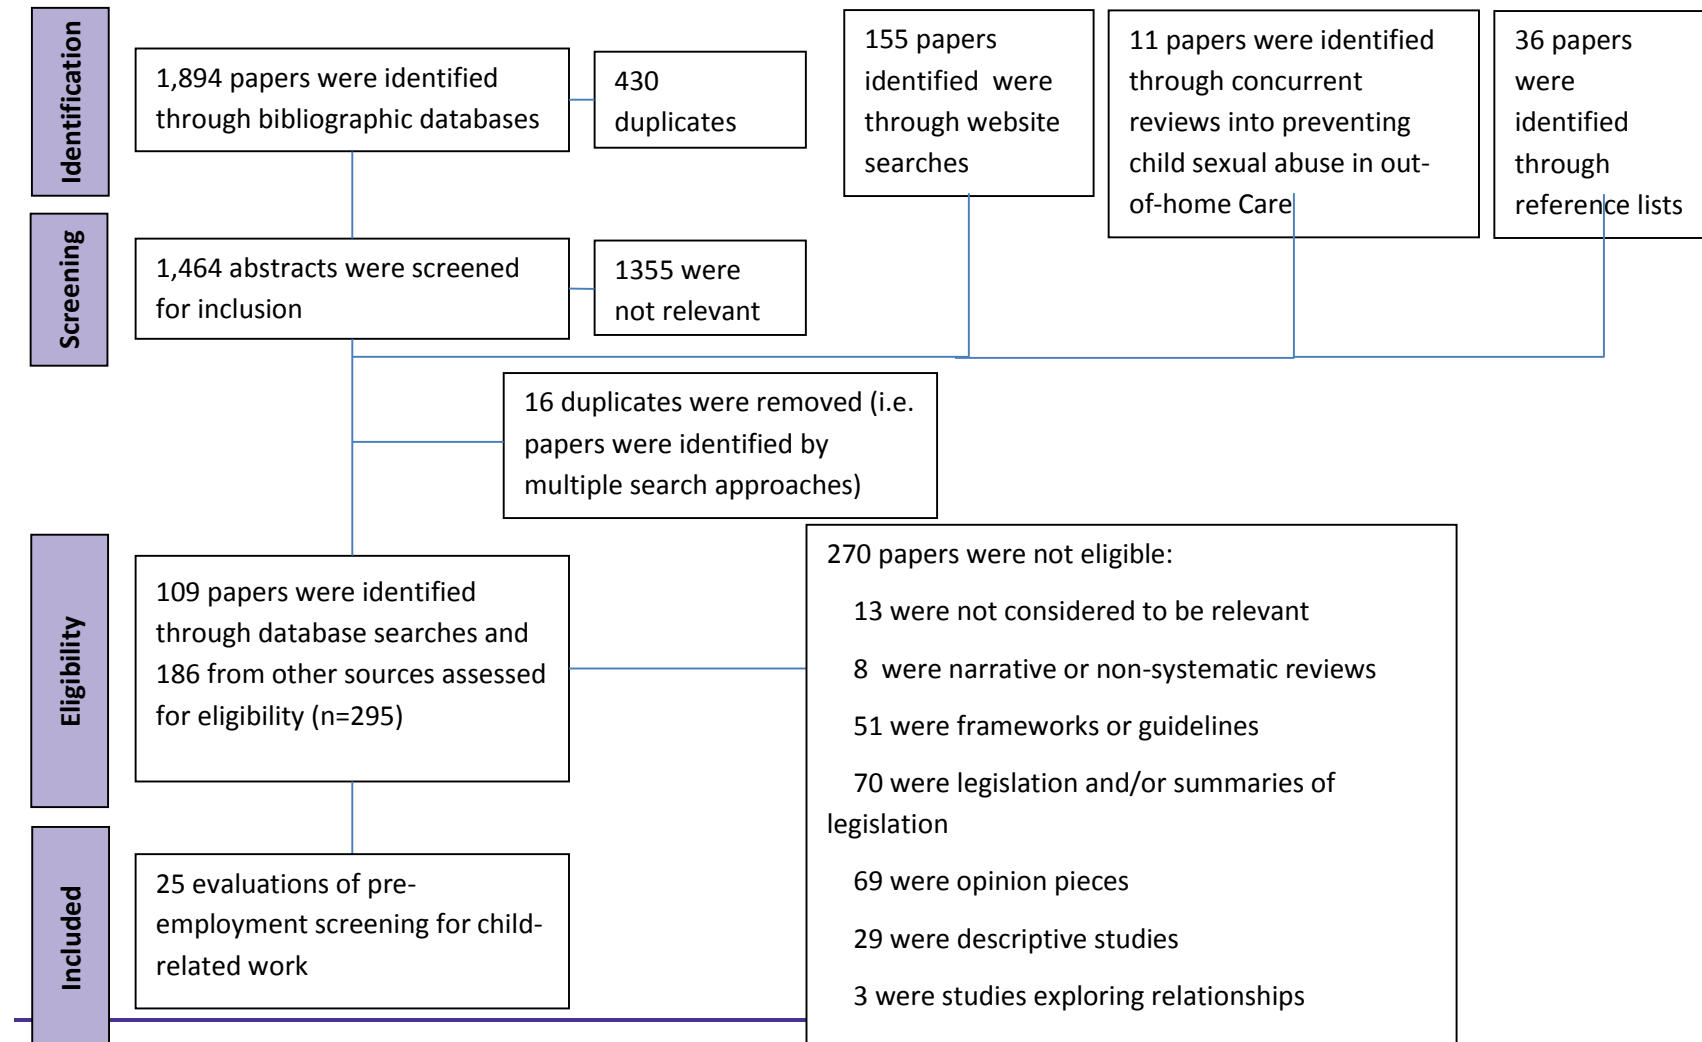 Identification
1,894 papers were identified
through bibliographic databases
430
duplicates
155 papers
identified  were
through website
searches
11 papers were identified
through concurrent
reviews into preventing
child sexual abuse in out-
of-home Care
36 papers
were
identified
through
reference lists
Screening
1,464 abstracts were screened
for inclusion
1355 were
not relevant
16 duplicates were removed (i.e.
papers were identified by
multiple search approaches)
Eligibility
109 papers were identified
through database searches and
186 from other sources assessed
for eligibility (n=295)
270 papers were not eligible:
13 were not considered to be relevant
8  were narrative or non-systematic reviews
51 were frameworks or guidelines
70 were legislation and/or summaries of
legislation
69 were opinion pieces
29 were descriptive studies
3 were studies exploring relationships
Included
25 evaluations of pre-
employment screening for child-
related work